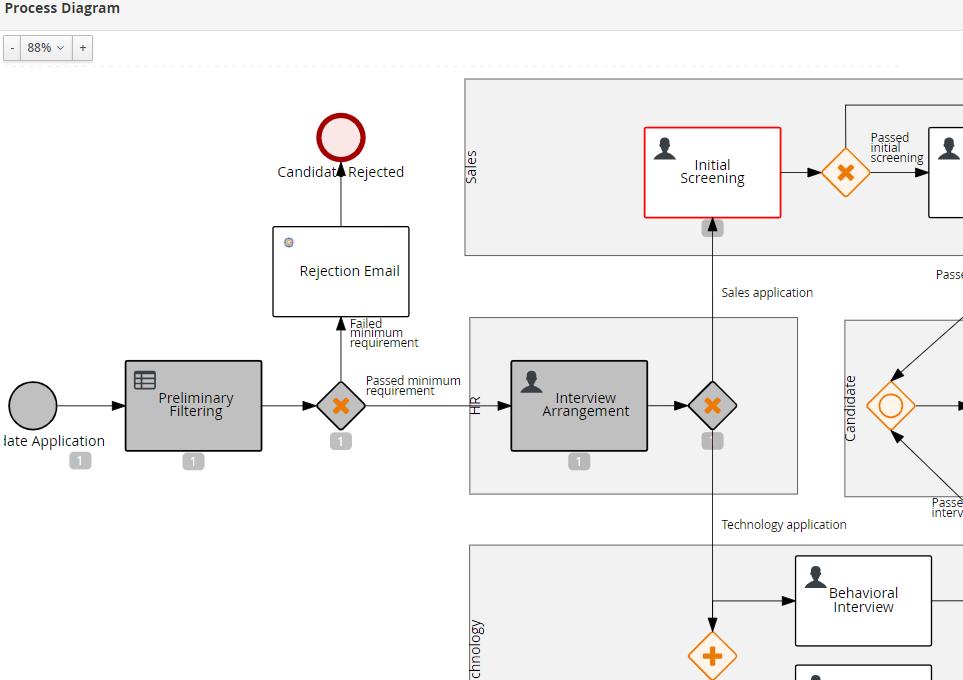 Process Diagram
- 88% +
Sales
Passed
initial
screening
Initial
Screening
Candidate Rejected
Rejection Email
Sales application
Passe
Failed
minimum
requirement
Passed minimum
requirement
HR
Preliminary
Filtering
Interview
Arrangement
Candidate
late Application
1
1
1
1
1
Passe
interv
Technology application
Behavioral
Interview
chnology